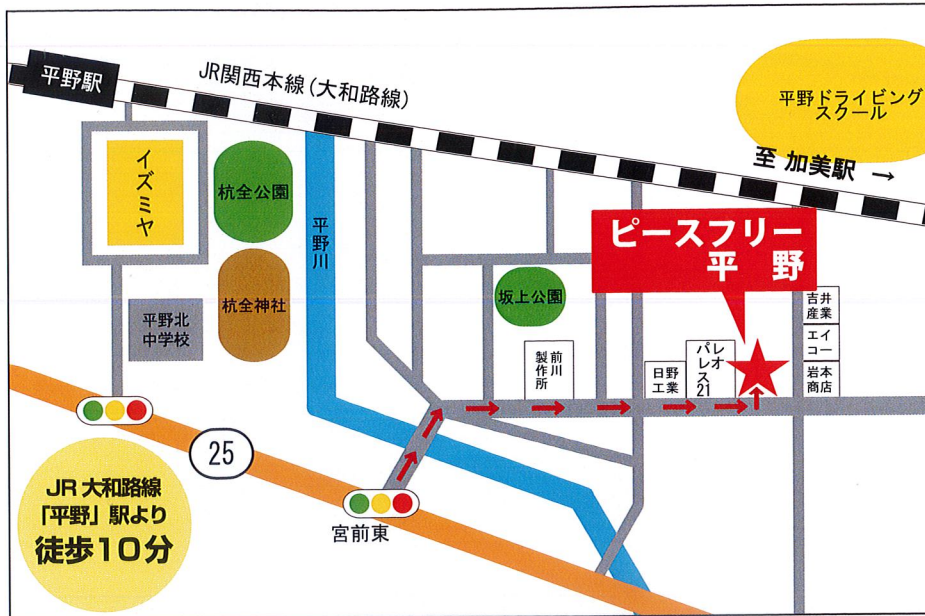 平野駅
JR関西本線(大和路線)
平野ドライビング
スクール
至 加美駅 →
イズミヤ
杭全公園
平野川
ピースフリー
平 野
杭全神社
平野北
中学校
坂上公園
前川
製作所
日野
工業
レオ
パレス21
吉井
産業
エイ
コー
岩本
商店
25
宮前東
JR 大和路線
「平野」駅より
徒歩10分